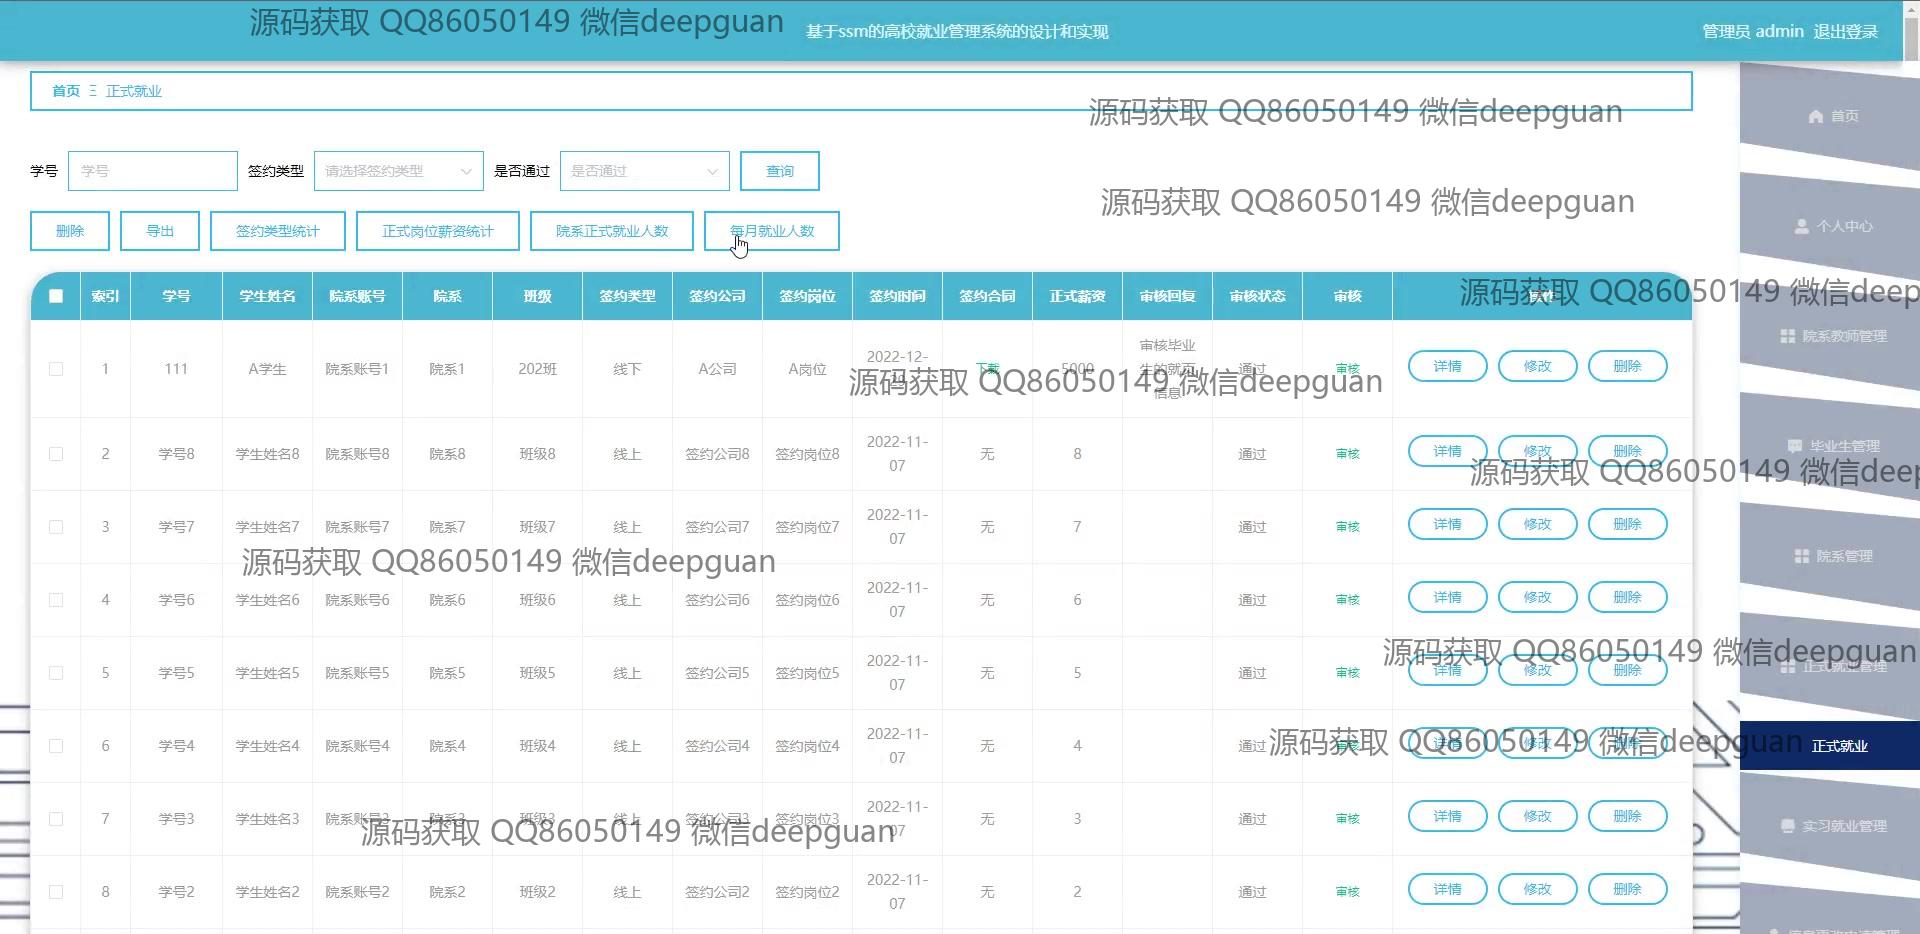 源码获取 QQ86050149 微信deepguan
基于ssm的高校就业管理系统的设计和实现
管理员 admin 退出登录
首页 Ξ 正式就业
源码获取 QQ86050149 微信deepguan
首页
学号 学号 签约类型 请选择签约类型 是否通过 是否通过 查询
源码获取 QQ86050149 微信deepguan
个人中心
删除 导出 签约类型统计 正式岗位薪资统计 院系正式就业人数 每月就业人数
索引 学号 学生姓名 院系账号 院系 班级 签约类型 签约公司 签约岗位 签约时间 签约合同 正式薪资 审核回复 审核状态 审核
源码获取 QQ86050149 微信deep
院系教师管理
1 111 A学生 院系账号1 院系1 202班 线下 A公司 A岗位 2022-12- 下载 5000 审核毕业生的就页信息 通过 审核 详情 修改 删除
源码获取 QQ86050149 微信deepguan
毕业生管理
2 学号8 学生姓名8 院系账号8 院系8 班级8 线上 签约公司8 签约岗位8 2022-11-07 无 8 通过 审核 详情 修改 删除
源码获取 QQ86050149 微信deep
3 学号7 学生姓名7 院系账号7 院系7 班级7 线上 签约公司7 签约岗位7 2022-11-07 无 7 通过 审核 详情 修改 删除
院系管理
源码获取 QQ86050149 微信deepguan
4 学号6 学生姓名6 院系账号6 院系6 班级6 线上 签约公司6 签约岗位6 2022-11-07 无 6 通过 审核 详情 修改 删除
源码获取 QQ86050149 微信deepguan
正式就业管理
5 学号5 学生姓名5 院系账号5 院系5 班级5 线上 签约公司5 签约岗位5 2022-11-07 无 5 通过 审核 详情 修改 删除
6 学号4 学生姓名4 院系账号4 院系4 班级4 线上 签约公司4 签约岗位4 2022-11-07 无 4 通过 审核 详情 修改 删除
源码获取 QQ86050149 微信deepguan
正式就业
7 学号3 学生姓名3 院系账号3 院系3 班级3 线上 签约公司3 签约岗位3 2022-11-07 无 3 通过 审核 详情 修改 删除
源码获取 QQ86050149 微信deepguan
实习就业管理
8 学号2 学生姓名2 院系账号2 院系2 班级2 线上 签约公司2 签约岗位2 2022-11-07 无 2 通过 审核 详情 修改 删除